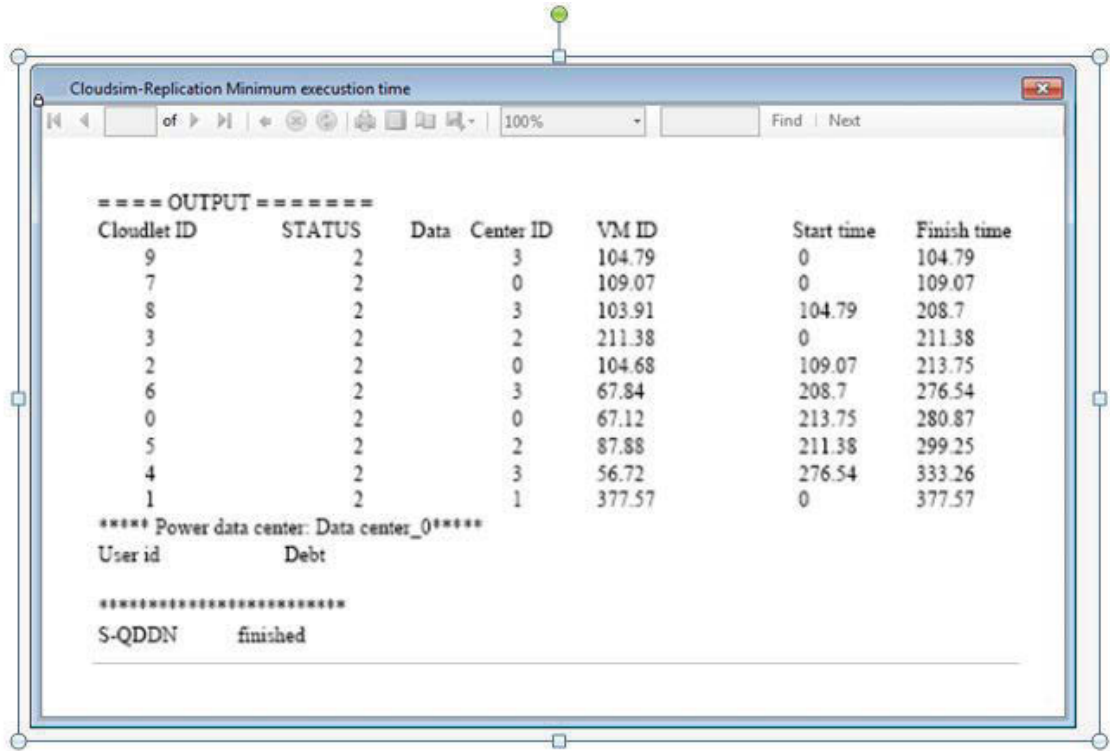 Cloudsim-Replication Minimum execustion time
of 100% Find Next
==== OUTPUT =======
Cloudlet ID STATUS Data Center ID VM ID Start time Finish time
9 2 3 104.79 0 104.79
7 2 0 109.07 0 109.07
8 2 3 103.91 104.79 208.7
3 2 2 211.38 0 211.38
2 2 0 104.68 109.07 213.75
6 2 3 67.84 208.7 276.54
0 2 0 67.12 213.75 280.87
5 2 2 87.88 211.38 299.25
4 2 3 56.72 276.54 333.26
1 2 1 377.57 0 377.57
***** Power data center: Data center_0*****
User id Debt
*************************
S-QDDN finished